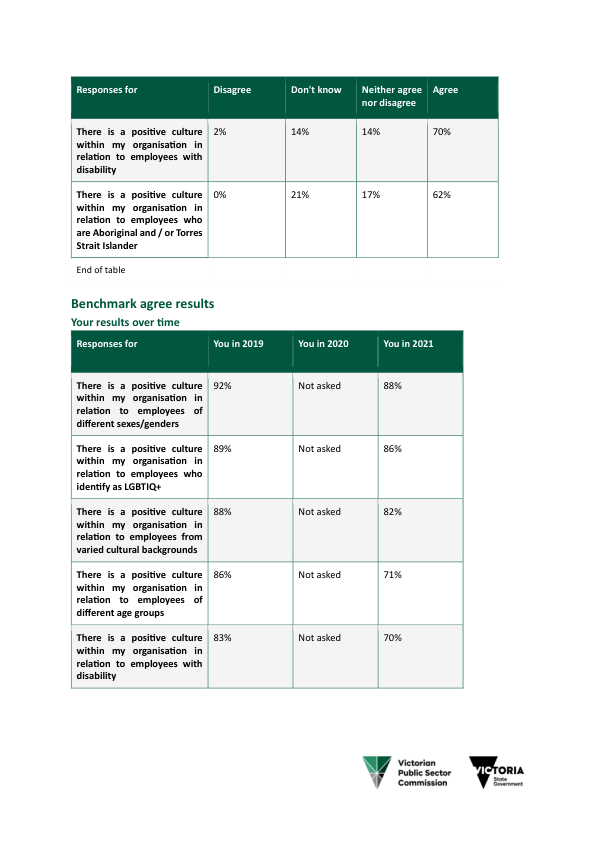 Responses for Disagree Don't know Neither agree Agree
nor disagree
There is a positive culture 2% 14% 14% 70%
within my organisation in
relation to employees with
disability
There is a positive culture 0% 21% 17% 62%
within my organisation in
relation to employees who
are Aboriginal and / or Torres
Strait Islander
End of table
Benchmark agree results
Your results over time
Responses for You in 2019 You in 2020 You in 2021
There is a positive culture 92% Not asked 88%
within my organisation in
relation to employees of
different sexes/genders
There is a positive culture 89% Not asked 86%
within my organisation in
relation to employees who
identify as LGBTIQ+
There is a positive culture 88% Not asked 82%
within my organisation in
relation to employees from
varied cultural backgrounds
There is a positive culture 86% Not asked 71%
within my organisation in
relation to employees of
different age groups
There is a positive culture 83% Not asked 70%
within my organisation in
relation to employees with
disability
Victorian
Public Sector
Commission
VICTORIA
State
Government